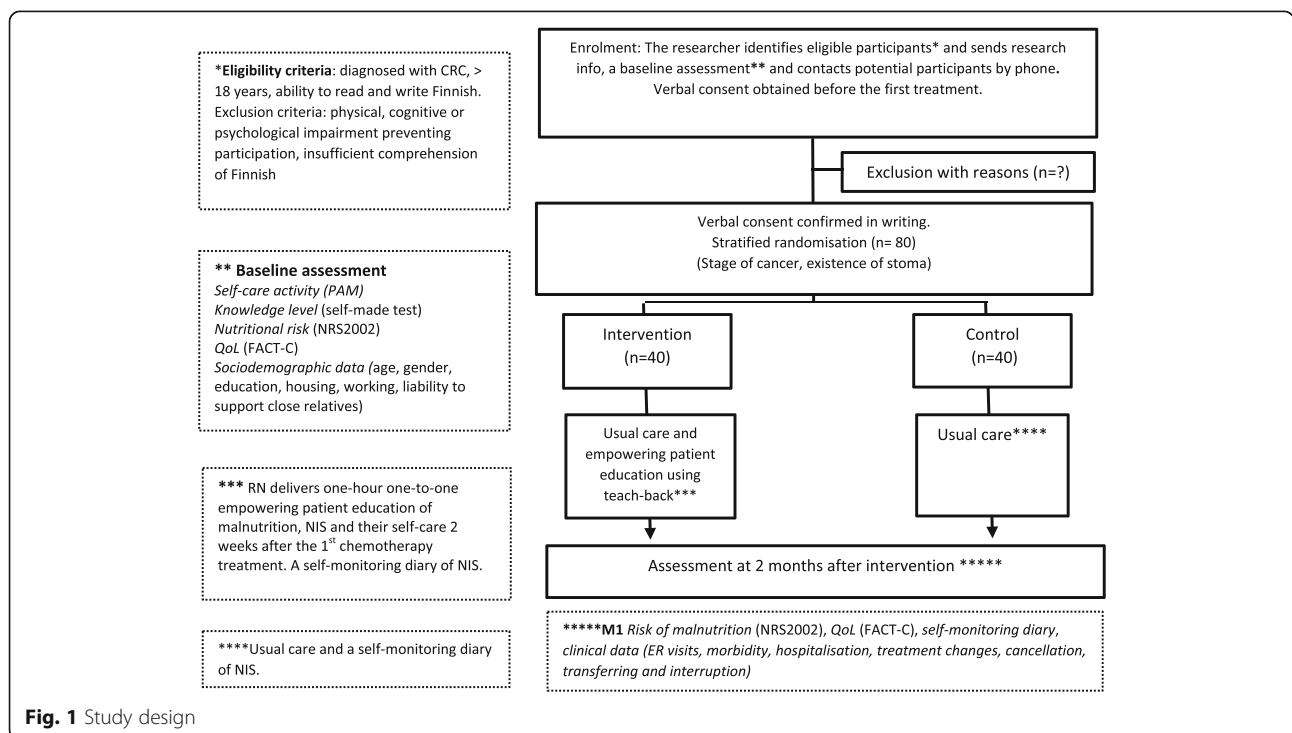 Enrolment: The researcher identifies eligible participants* and sends research
info, a baseline assessment** and contacts potential participants by phone.
Verbal consent obtained before the first treatment.
*Eligibility criteria: diagnosed with CRC, >
18 years, ability to read and write Finnish.
Exclusion criteria: physical, cognitive or
psychological impairment preventing
participation, insufficient comprehension
of Finnish
Exclusion with reasons (n=?)
Verbal consent confirmed in writing.
Stratified randomisation (n= 80)
(Stage of cancer, existence of stoma)
** Baseline assessment
Self-care activity (PAM)
Knowledge level (self-made test)
Nutritional risk (NRS2002)
QoL (FACT-C)
Sociodemographic data (age, gender,
education, housing, working, liability to
support close relatives)
Intervention
(n=40)
Control
(n=40)
Usual care and
empowering patient
education using
teach-back***
Usual care****
*** RN delivers one-hour one-to-one
empowering patient education of
malnutrition, NIS and their self-care 2
weeks after the 1st chemotherapy
treatment. A self-monitoring diary of NIS.
Assessment at 2 months after intervention *****
****Usual care and a self-monitoring diary
of NIS.
*****M1 Risk of malnutrition (NRS2002), QoL (FACT-C), self-monitoring diary,
clinical data (ER visits, morbidity, hospitalisation, treatment changes, cancellation,
transferring and interruption)
Fig. 1 Study design